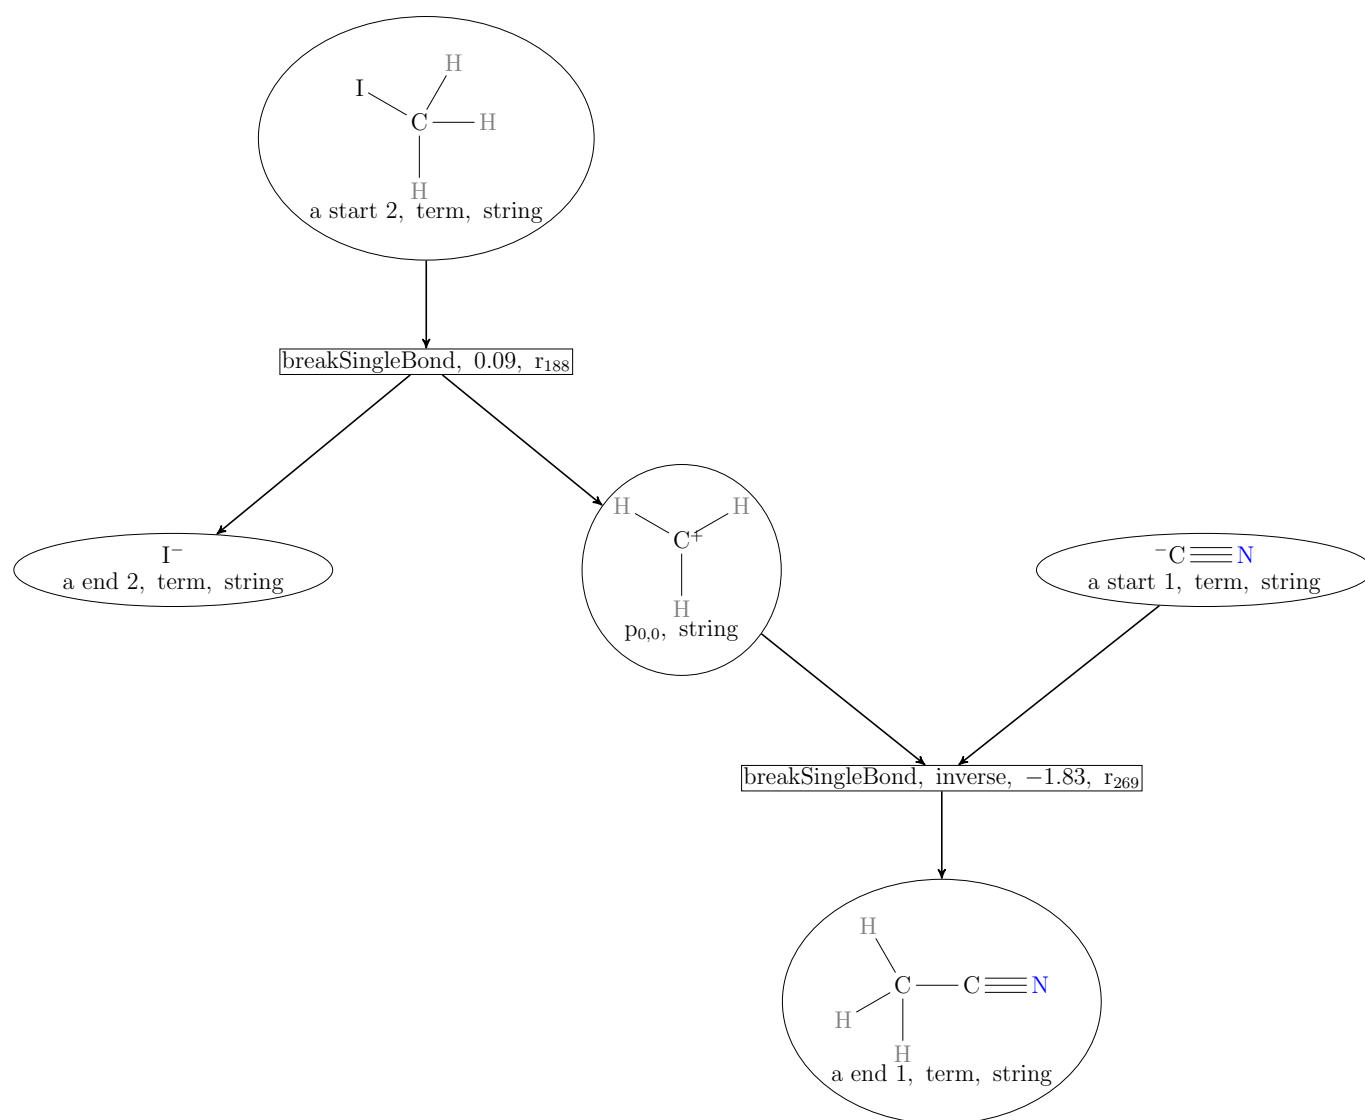 H
I
C H
H
a start 2, term, string
breakSingleBond, 0.09, r₁₈₈
H H
C⁺
H
p₀,₀, string
I⁻
a end 2, term, string
⁻C N
a start 1, term, string
breakSingleBond, inverse, −1.83, r₂₆₉
H
C C N
H
H
a end 1, term, string